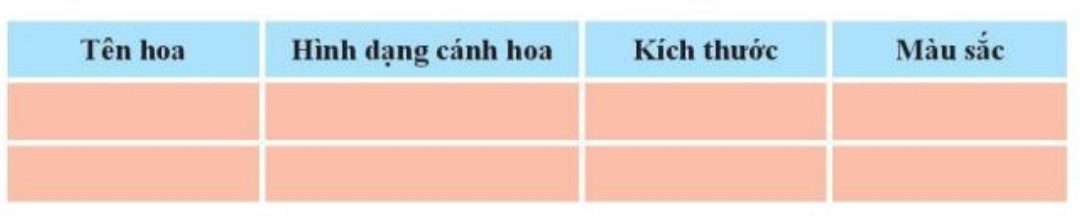 Tên hoa Hình dạng cánh hoa Kích thước Màu sắc